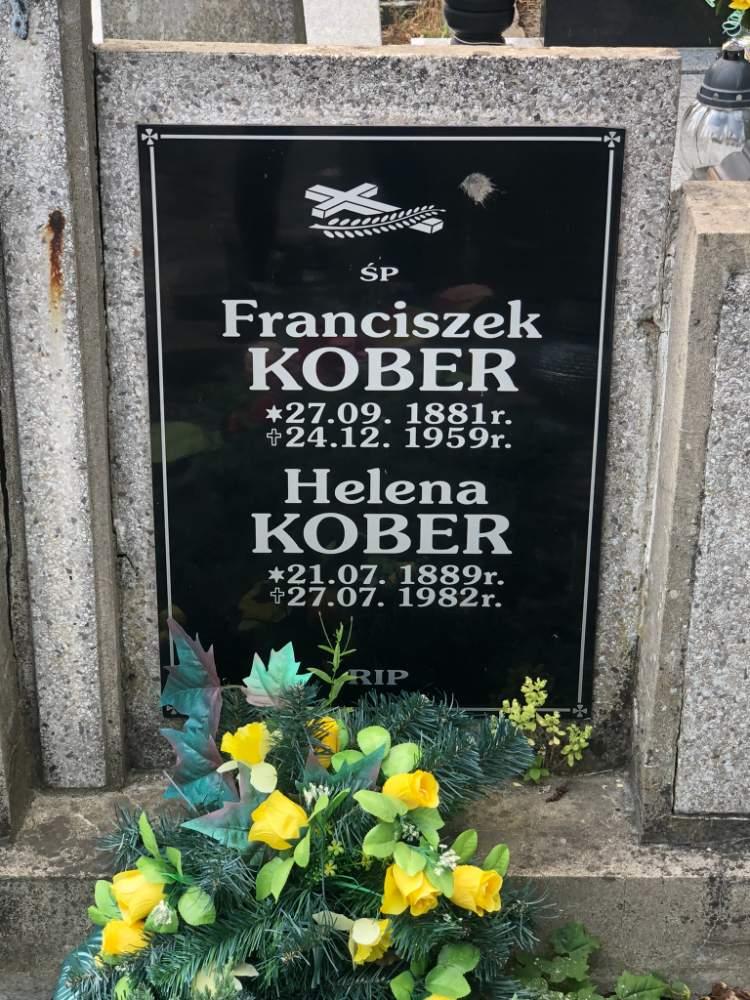 ŚP
Franciszek
KOBER
*27.09. 1881r.
✝24.12. 1959r.
Helena
KOBER
*21.07. 1889r.
✝27.07. 1982r.
RIP